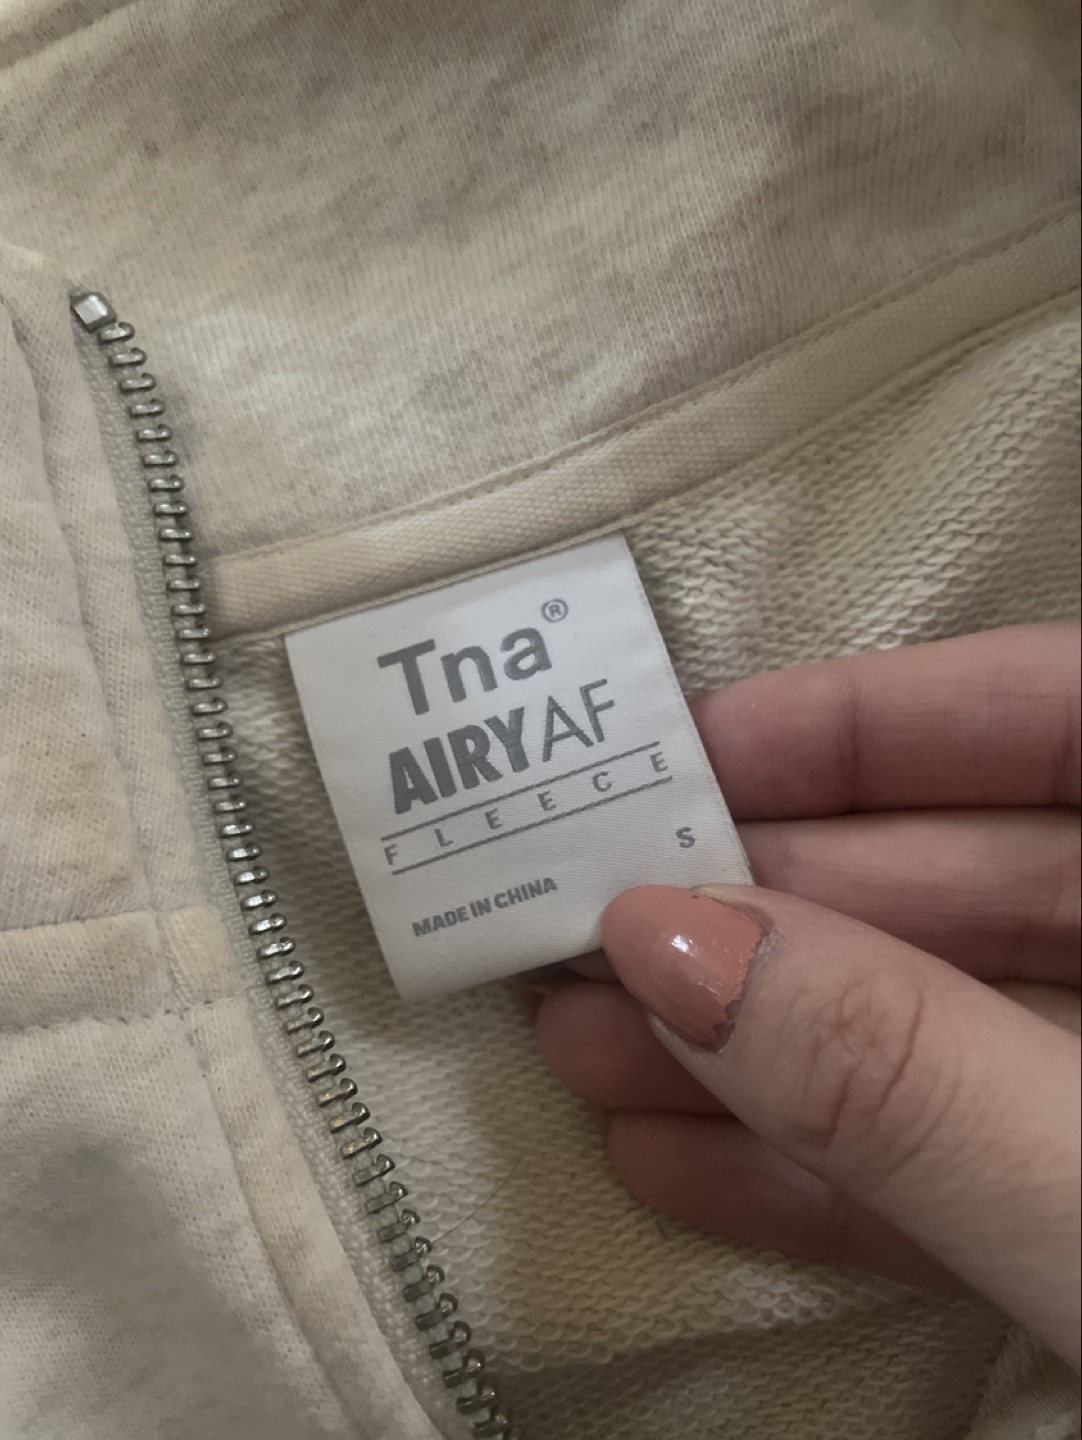 Tna®
AIRYAF
FLEECE
S
MADE IN CHINA